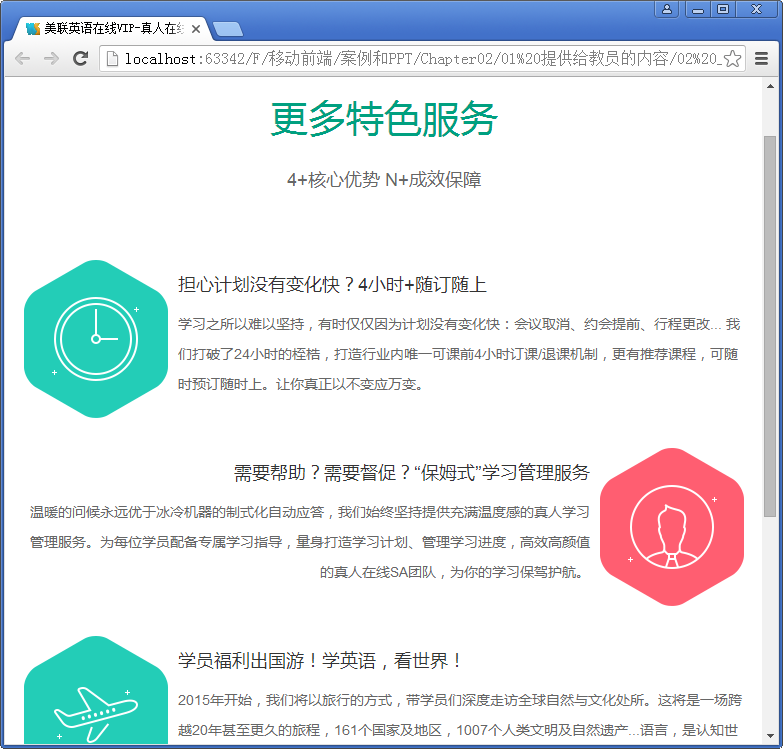 美联英语在线VIP-真人在线
localhost:63342/F/移动前端/案例和PPT/Chapter02/01%20提供给教员的内容/02%20_
更多特色服务
4+核心优势 N+成效保障
担心计划没有变化快？4小时+随订随上
学习之所以难以坚持，有时仅仅因为计划没有变化快：会议取消、约会提前、行程更改... 我
们打破了24小时的桎梏，打造行业内唯一可课前4小时订课/退课机制，更有推荐课程，可随
时预订随时上。让你真正以不变应万变。
需要帮助？需要督促？“保姆式”学习管理服务
温暖的问候永远优于冰冷机器的制式化自动应答，我们始终坚持提供充满温度感的真人学习
管理服务。为每位学员配备专属学习指导，量身打造学习计划、管理学习进度，高效高颜值
的真人在线SA团队，为你的学习保驾护航。
学员福利出国游！学英语，看世界！
2015年开始，我们将以旅行的方式，带学员们深度走访全球自然与文化处所。这将是一场跨
越20年甚至更久的旅程，161个国家及地区，1007个人类文明及自然遗产...语言，是认知世